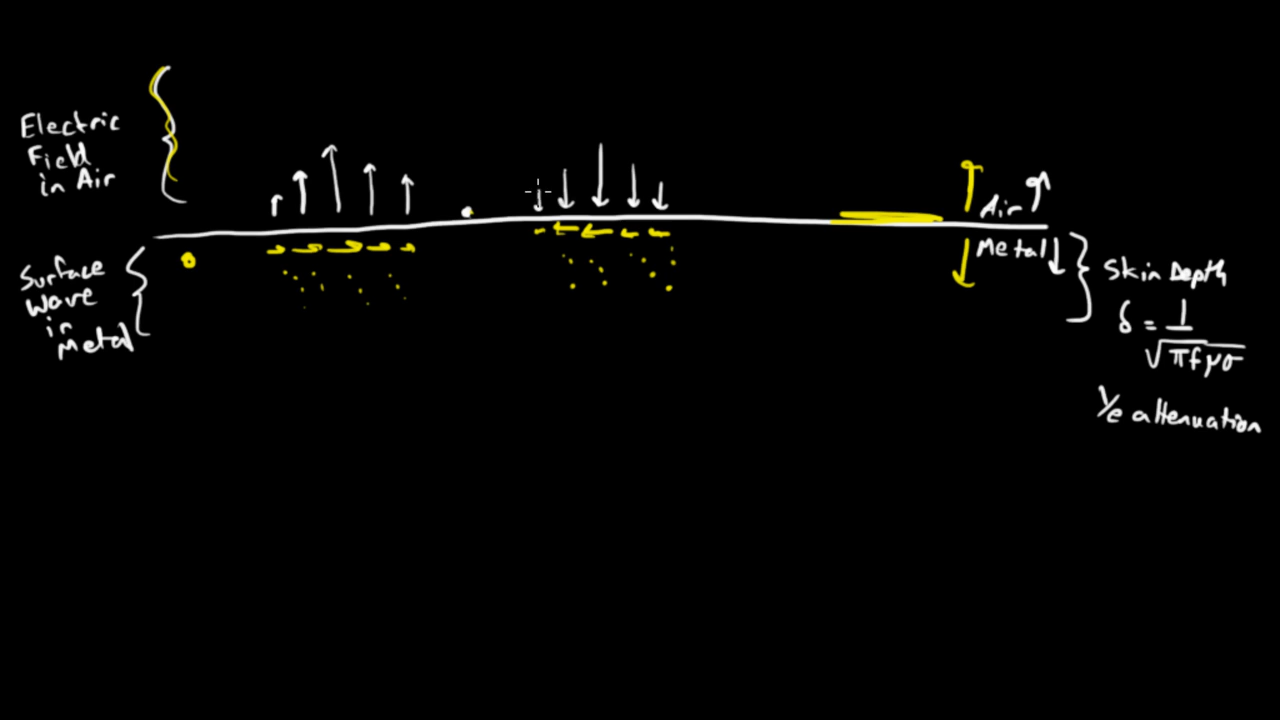 Electric
Field
in Air
Surface
Wave
in
Metal
Air
Metal
Skin Depth
δ = 1
√πfμσ
1/e attenuation